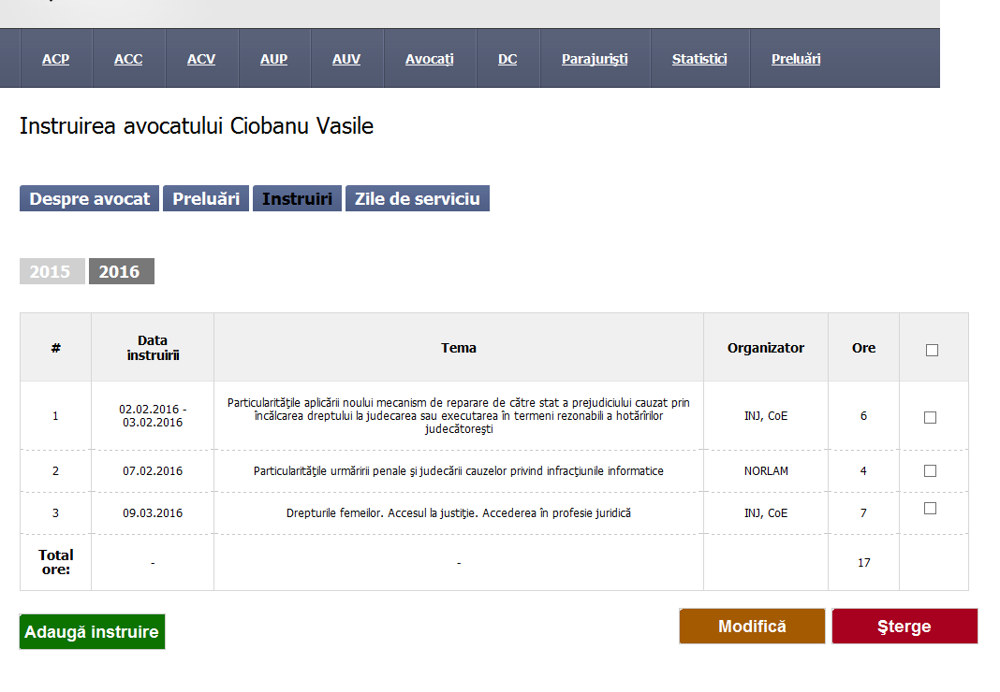 ACP ACC ACV AUP AUV Avocaţi DC Parajurişti Statistici Preluări
Instruirea avocatului Ciobanu Vasile
Despre avocat Preluări Instruiri Zile de serviciu
2015 2016
# Data instruirii Tema Organizator Ore
1 02.02.2016 - 03.02.2016 Particularităţile aplicării noului mecanism de reparare de către stat a prejudiciului cauzat prin
încălcarea dreptului la judecarea sau executarea în termeni rezonabili a hotărîrilor
judecătoreşti INJ, CoE 6
2 07.02.2016 Particularităţile urmăririi penale şi judecării cauzelor privind infracţiunile informatice NORLAM 4
3 09.03.2016 Drepturile femeilor. Accesul la justiţie. Accederea în profesie juridică INJ, CoE 7
Total ore: - - 17
Adaugă instruire Modifică Şterge